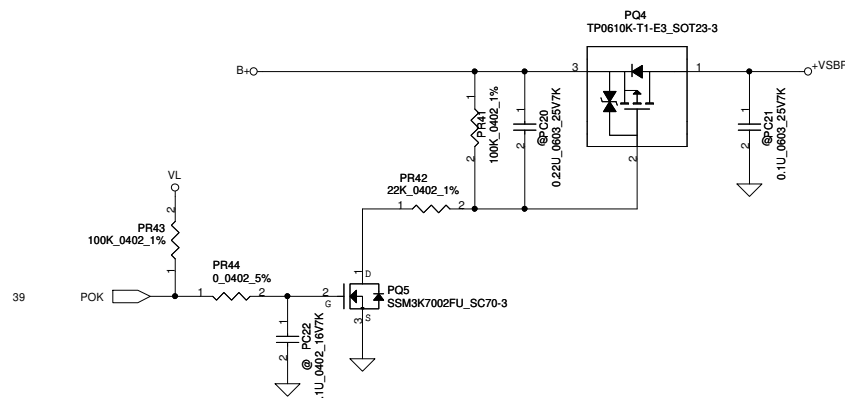 PQ4
TP0610K-T1-E3_SOT23-3
B+
3
1
+VSBP
1
PR41
100K_0402_1%
2
1
@PC20
0.22U_0603_25V7K
2
1
@PC21
0.1U_0603_25V7K
2
2
PR42
22K_0402_1%
1
2
VL
2
PR43
100K_0402_1%
1
PR44
0_0402_5%
39
POK
1
2
2
G
1
D
PQ5
SSM3K7002FU_SC70-3
3
S
1
@ PC22
.1U_0402_16V7K
2